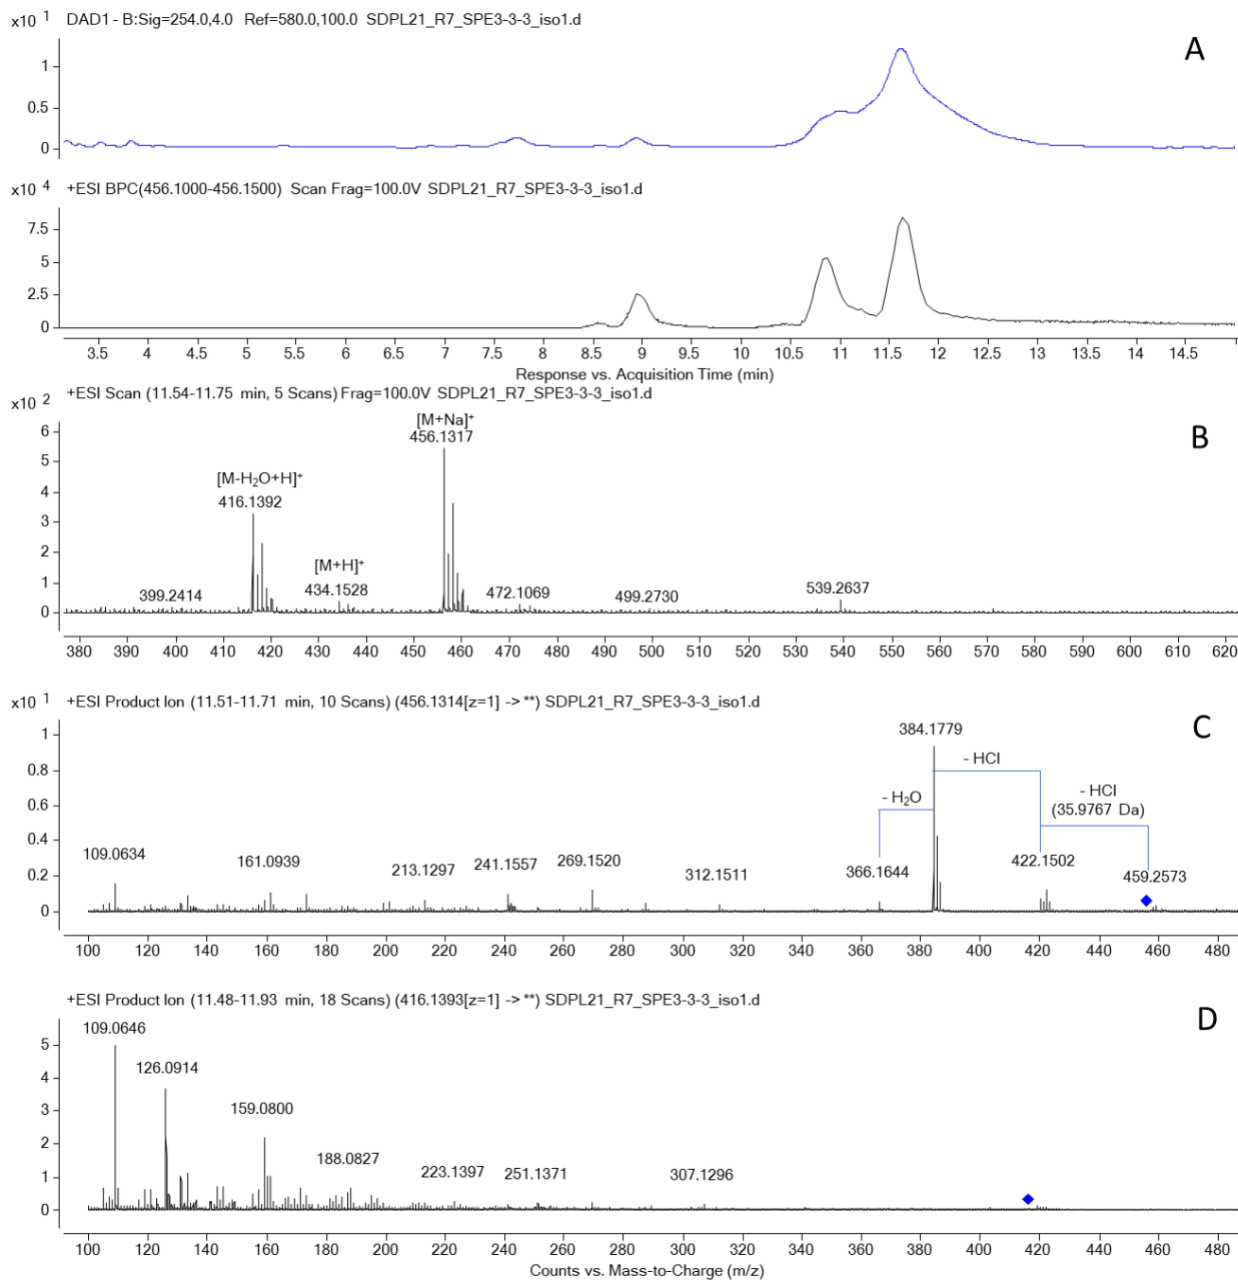 x10 1 DAD1 - B:Sig=254.0,4.0 Ref=580.0,100.0 SDPL21_R7_SPE3-3-3_iso1.d
A
1
0.5
0
x10 4 +ESI BPC(456.1000-456.1500) Scan Frag=100.0V SDPL21_R7_SPE3-3-3_iso1.d
7.5
5
2.5
0
3.5 4 4.5 5 5.5 6 6.5 7 7.5 8 8.5 9 9.5 10 10.5 11 11.5 12 12.5 13 13.5 14 14.5
Response vs. Acquisition Time (min)
x10 2 +ESI Scan (11.54-11.75 min, 5 Scans) Frag=100.0V SDPL21_R7_SPE3-3-3_iso1.d
B
6
5
4
3
2
1
0
[M+Na]+
456.1317
[M-H2O+H]+
416.1392
[M+H]+
399.2414 434.1528 472.1069 499.2730 539.2637
380 390 400 410 420 430 440 450 460 470 480 490 500 510 520 530 540 550 560 570 580 590 600 610 620
x10 1 +ESI Product Ion (11.51-11.71 min, 10 Scans) (456.1314[z=1] -> **) SDPL21_R7_SPE3-3-3_iso1.d
C
1
0.8
0.6
0.4
0.2
0
384.1779
- HCl
- H2O
- HCl
(35.9767 Da)
109.0634 161.0939 213.1297 241.1557 269.1520 312.1511 366.1644 422.1502 459.2573
100 120 140 160 180 200 220 240 260 280 300 320 340 360 380 400 420 440 460 480
+ESI Product Ion (11.48-11.93 min, 18 Scans) (416.1393[z=1] -> **) SDPL21_R7_SPE3-3-3_iso1.d
D
5
4
3
2
1
0
109.0646
126.0914
159.0800
188.0827 223.1397 251.1371 307.1296
100 120 140 160 180 200 220 240 260 280 300 320 340 360 380 400 420 440 460 480
Counts vs. Mass-to-Charge (m/z)